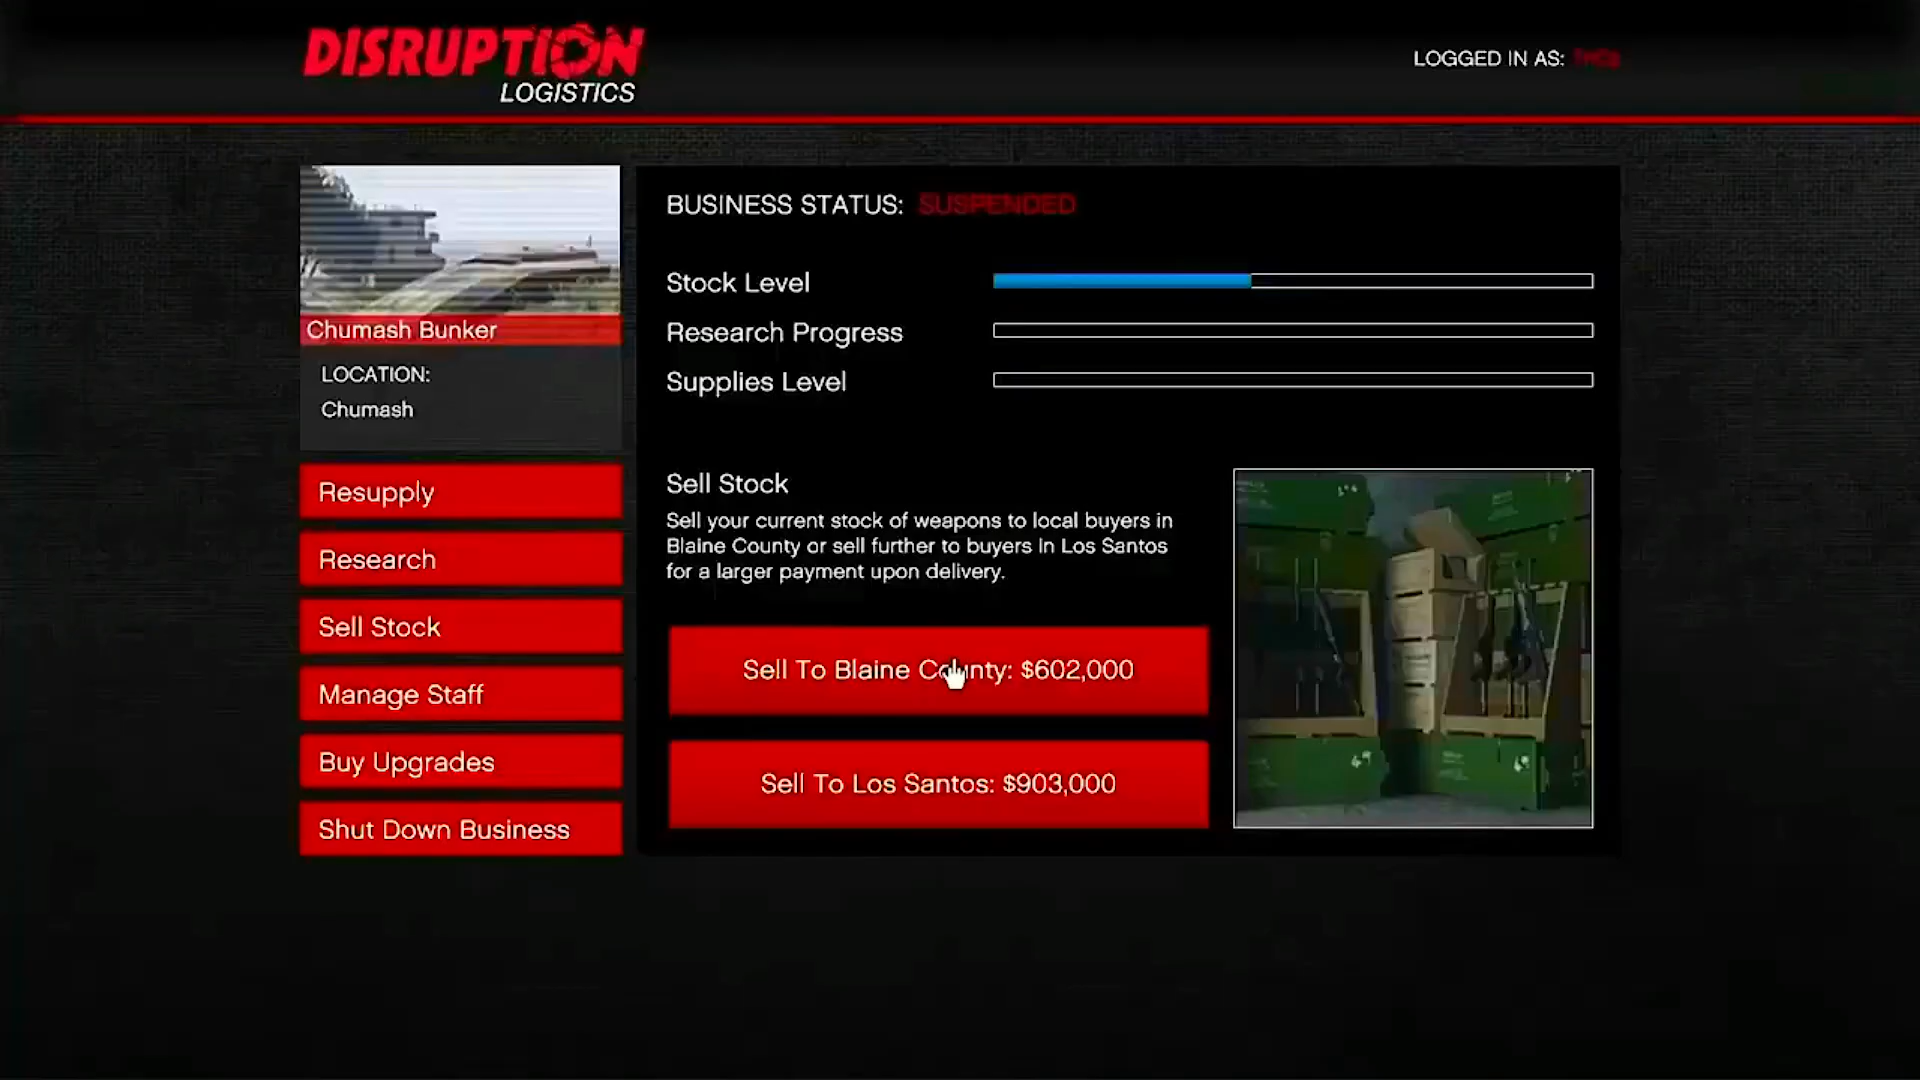 DISRUPTION
LOGISTICS
LOGGED IN AS:
Chumash Bunker
LOCATION:
Chumash
Resupply
Research
Sell Stock
Manage Staff
Buy Upgrades
Shut Down Business
BUSINESS STATUS: SUSPENDED
Stock Level
Research Progress
Supplies Level
Sell Stock
Sell your current stock of weapons to local buyers in
Blaine County or sell further to buyers in Los Santos
for a larger payment upon delivery.
Sell To Blaine County: $602,000
Sell To Los Santos: $903,000